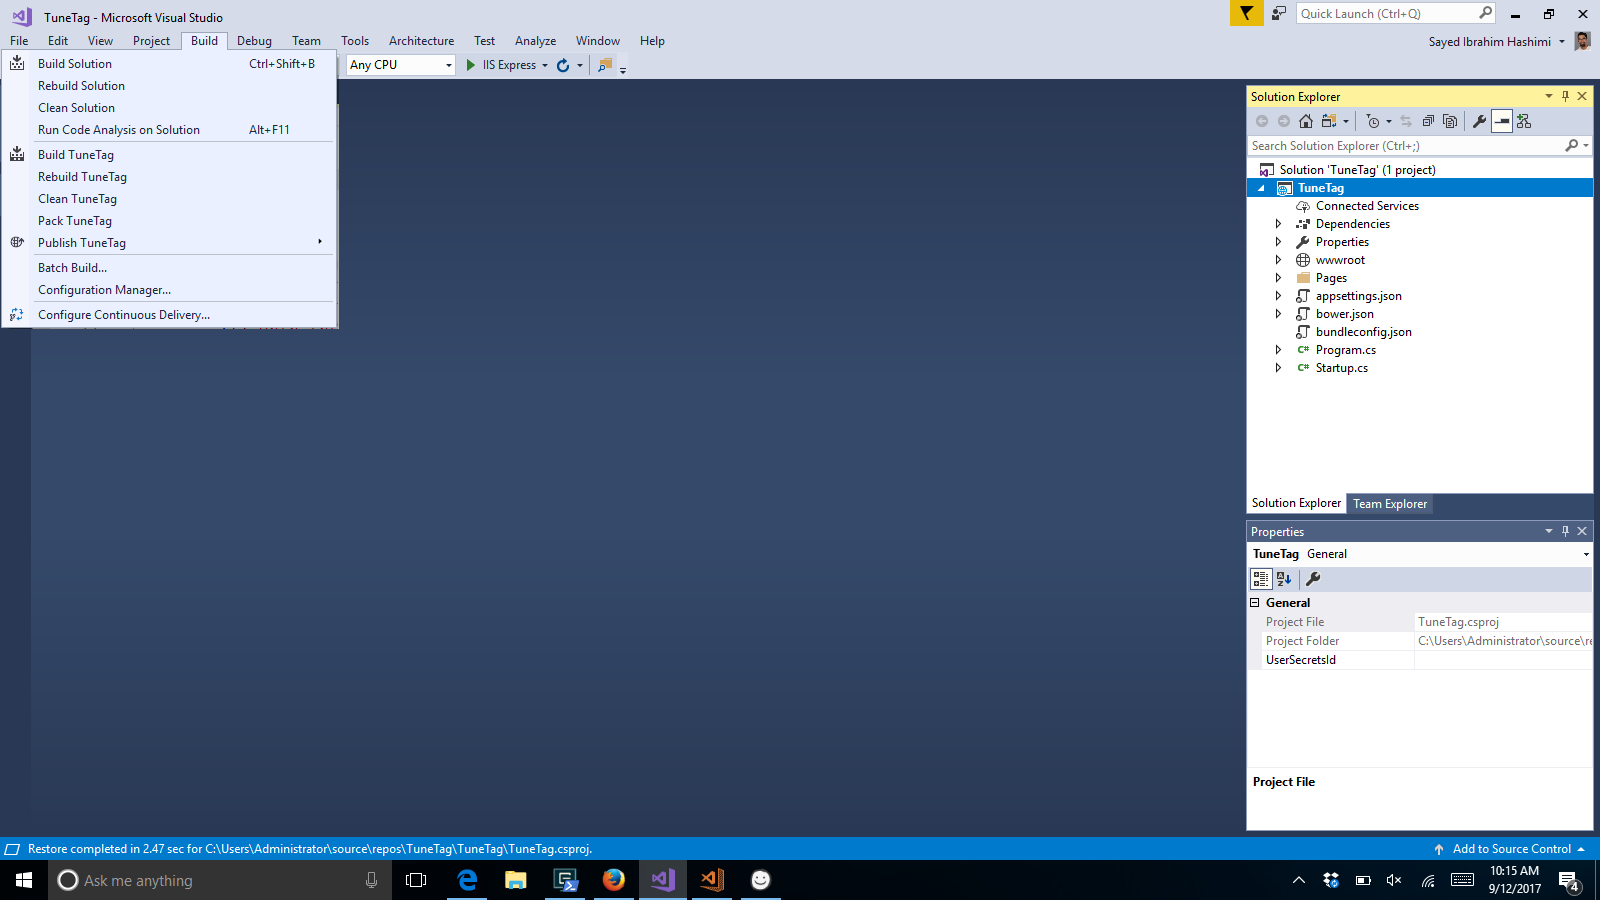 TuneTag - Microsoft Visual Studio
Quick Launch (Ctrl+Q)
File Edit View Project Build Debug Team Tools Architecture Test Analyze Window Help
Sayed Ibrahim Hashimi
Any CPU IIS Express
Build Solution Ctrl+Shift+B
Rebuild Solution
Clean Solution
Run Code Analysis on Solution Alt+F11
Build TuneTag
Rebuild TuneTag
Clean TuneTag
Pack TuneTag
Publish TuneTag
Batch Build...
Configuration Manager...
Configure Continuous Delivery...
Solution Explorer
Search Solution Explorer (Ctrl+;)
Solution 'TuneTag' (1 project)
TuneTag
Connected Services
Dependencies
Properties
wwwroot
Pages
appsettings.json
bower.json
bundleconfig.json
C# Program.cs
C# Startup.cs
Solution Explorer Team Explorer
Properties
TuneTag General
General
Project File TuneTag.csproj
Project Folder C:\Users\Administrator\source\re
UserSecretsId
Project File
Restore completed in 2.47 sec for C:\Users\Administrator\source\repos\TuneTag\TuneTag\TuneTag.csproj.
Add to Source Control
Ask me anything
10:15 AM
9/12/2017
4